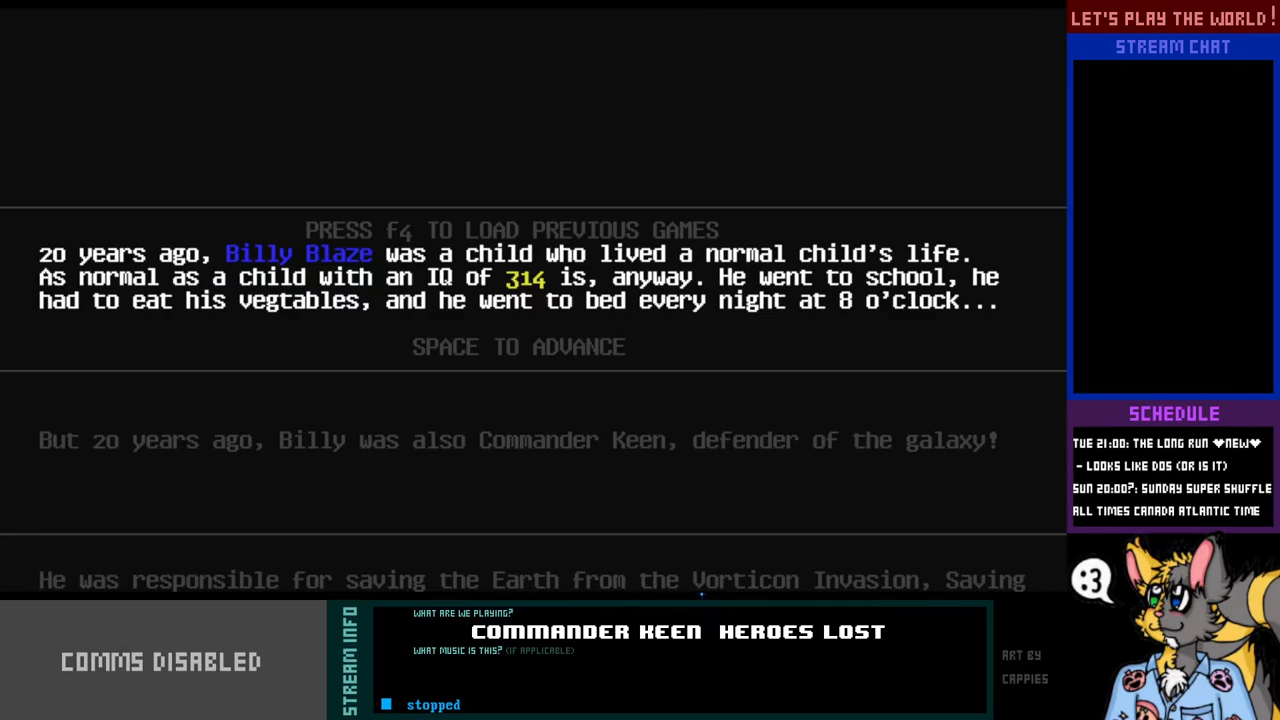 PRESS f4 TO LOAD PREVIOUS GAMES
20 years ago, Billy Blaze was a child who lived a normal child's life.
As normal as a child with an IQ of 314 is, anyway. He went to school, he
had to eat his vegtables, and he went to bed every night at 8 o'clock...
SPACE TO ADVANCE
But 20 years ago, Billy was also Commander Keen, defender of the galaxy!
He was responsible for saving the Earth from the Vorticon Invasion, Saving
LET'S PLAY THE WORLD!
STREAM CHAT
SCHEDULE
TUE 21:00: THE LONG RUN ♥NEW♥
- LOOKS LIKE DOS (OR IS IT)
SUN 20:00?: SUNDAY SUPER SHUFFLE
ALL TIMES CANADA ATLANTIC TIME
:3
COMMS DISABLED
STREAM INFO
WHAT ARE WE PLAYING?
COMMANDER KEEN HEROES LOST
WHAT MUSIC IS THIS? (IF APPLICABLE)
stopped
ART BY
CAPPIES